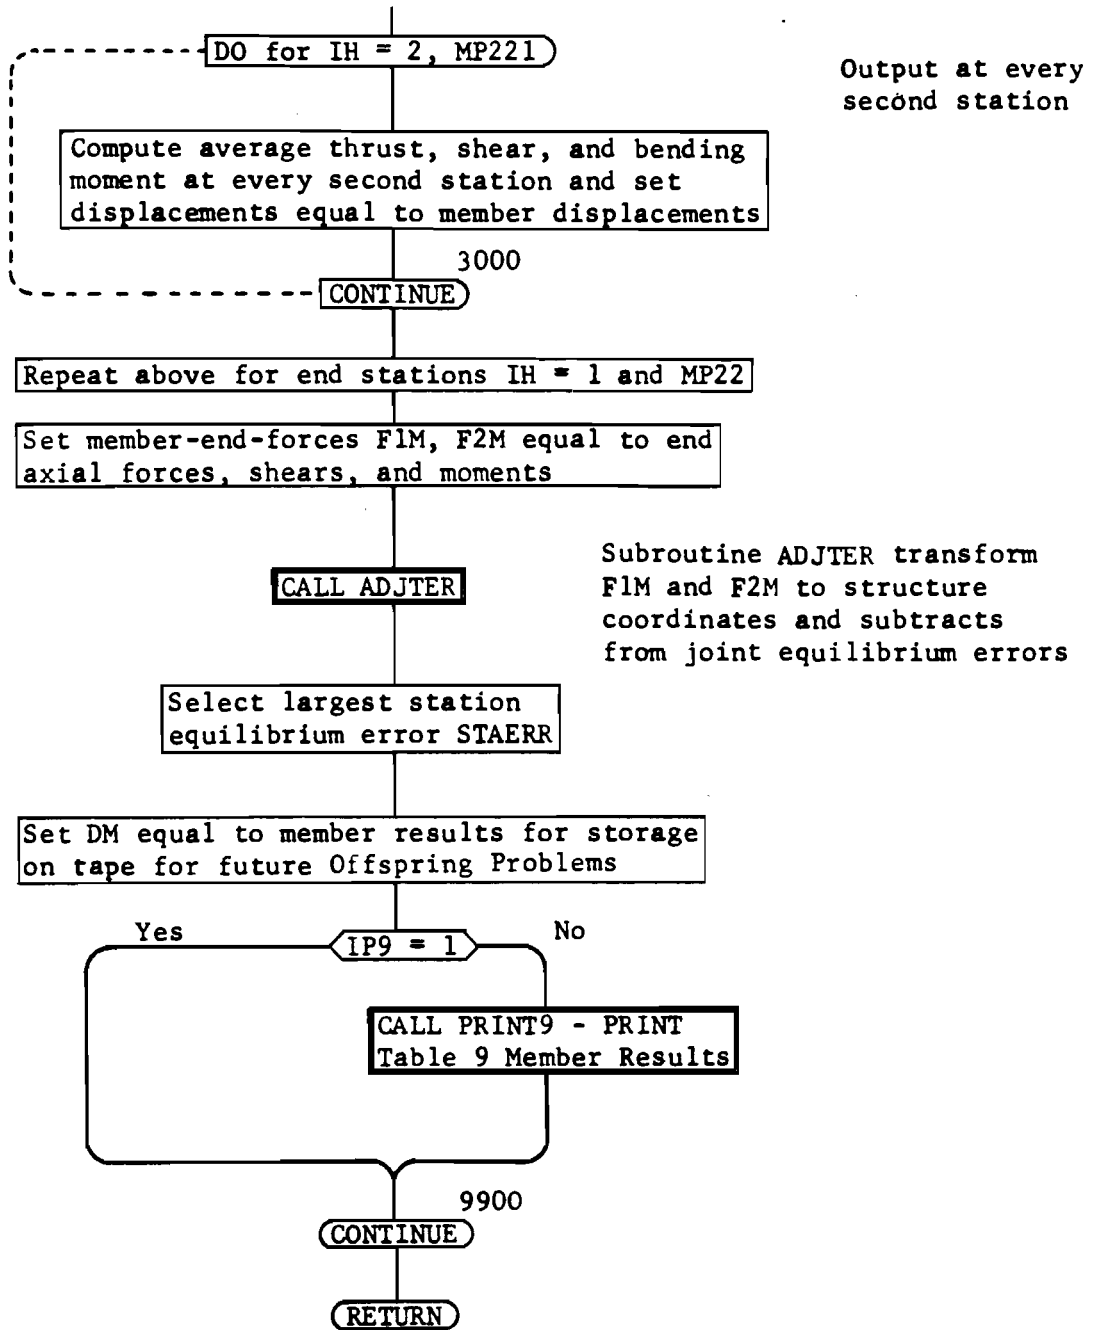 DO for IH = 2, MP221
Output at every
second station
Compute average thrust, shear, and bending
moment at every second station and set
displacements equal to member displacements
3000
CONTINUE
Repeat above for end stations IH = 1 and MP22
Set member-end-forces F1M, F2M equal to end
axial forces, shears, and moments
Subroutine ADJTER transform
F1M and F2M to structure
coordinates and subtracts
from joint equilibrium errors
CALL ADJTER
Select largest station
equilibrium error STAERR
Set DM equal to member results for storage
on tape for future Offspring Problems
Yes
IP9 = 1
No
CALL PRINT9 - PRINT
Table 9 Member Results
9900
CONTINUE
RETURN